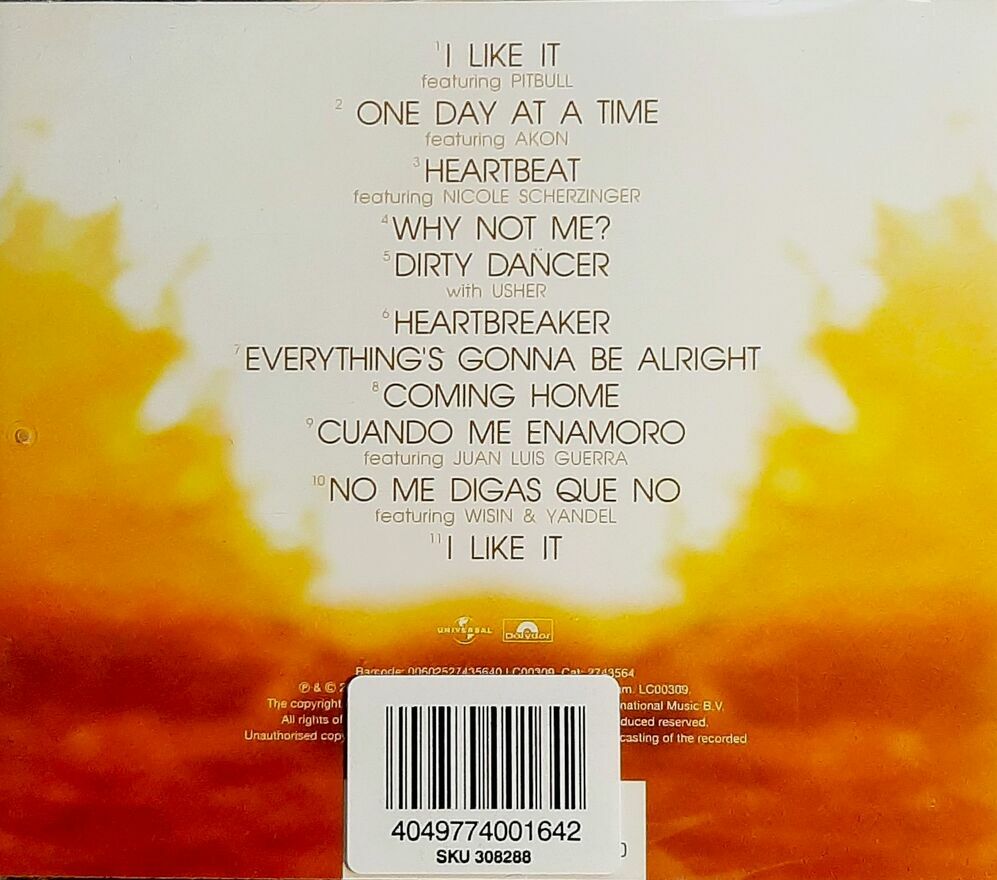 1 I LIKE IT
featuring PITBULL
2 ONE DAY AT A TIME
featuring AKON
3 HEARTBEAT
featuring NICOLE SCHERZINGER
4 WHY NOT ME?
5 DIRTY DANCER
with USHER
6 HEARTBREAKER
7 EVERYTHING'S GONNA BE ALRIGHT
8 COMING HOME
9 CUANDO ME ENAMORO
featuring JUAN LUIS GUERRA
10 NO ME DIGAS QUE NO
featuring WISIN & YANDEL
11 I LIKE IT
UNIVERSAL Polydor
Barcode: 00602527435640 LC00309. Cat: 2743564
℗ & © 2 m. LC00309.
The copyright national Music B.V.
All rights of duced reserved.
Unauthorised copy casting of the recorded
4049774001642
SKU 308288